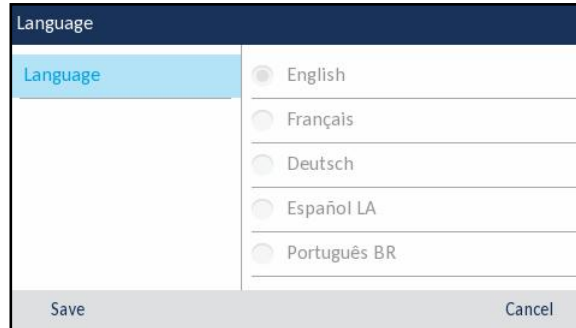 Language
Language
English
Français
Deutsch
Español LA
Português BR
Save
Cancel